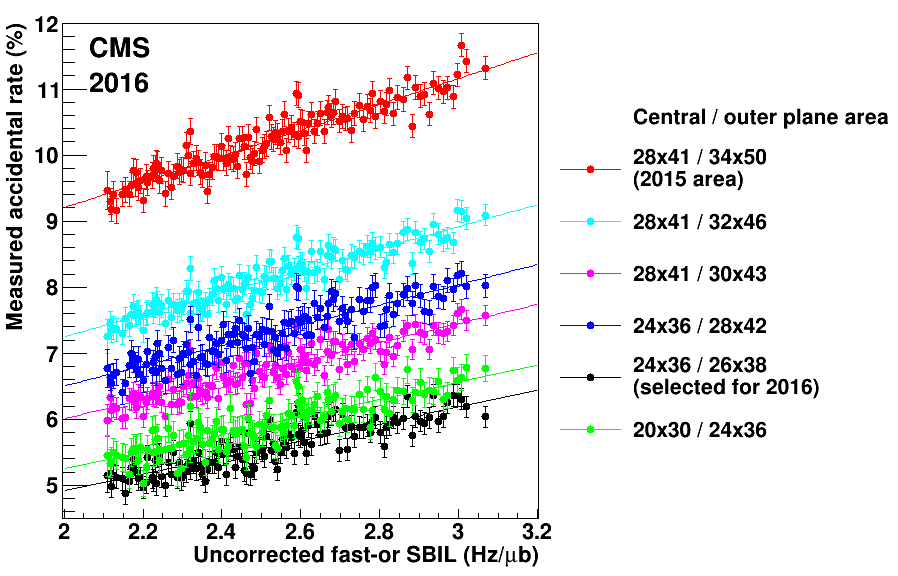 CMS
2016
Measured accidental rate (%)
12
11
10
9
8
7
6
5
2
2.2
2.4
2.6
2.8
3
3.2
Uncorrected fast-or SBIL (Hz/μb)
Central / outer plane area
28x41 / 34x50
(2015 area)
28x41 / 32x46
28x41 / 30x43
24x36 / 28x42
24x36 / 26x38
(selected for 2016)
20x30 / 24x36